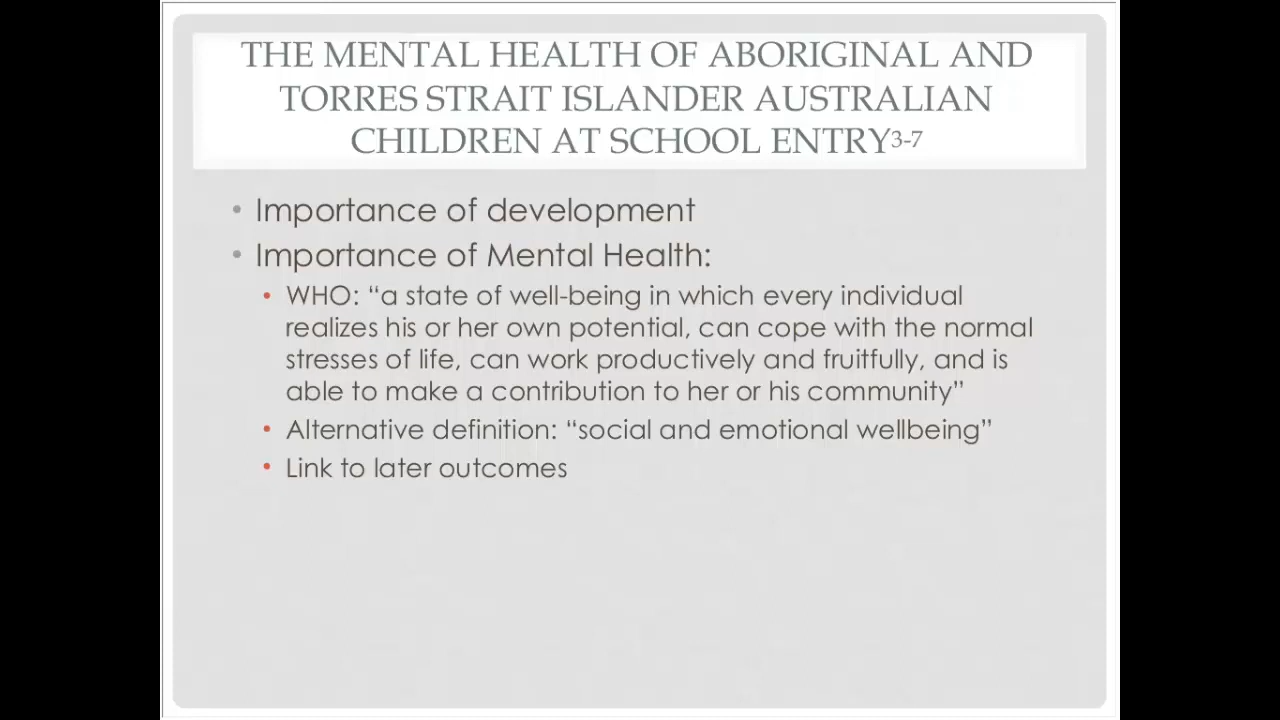 THE MENTAL HEALTH OF ABORIGINAL AND
TORRES STRAIT ISLANDER AUSTRALIAN
CHILDREN AT SCHOOL ENTRY3-7
• Importance of development
• Importance of Mental Health:
• WHO: “a state of well-being in which every individual
realizes his or her own potential, can cope with the normal
stresses of life, can work productively and fruitfully, and is
able to make a contribution to her or his community”
• Alternative definition: “social and emotional wellbeing”
• Link to later outcomes